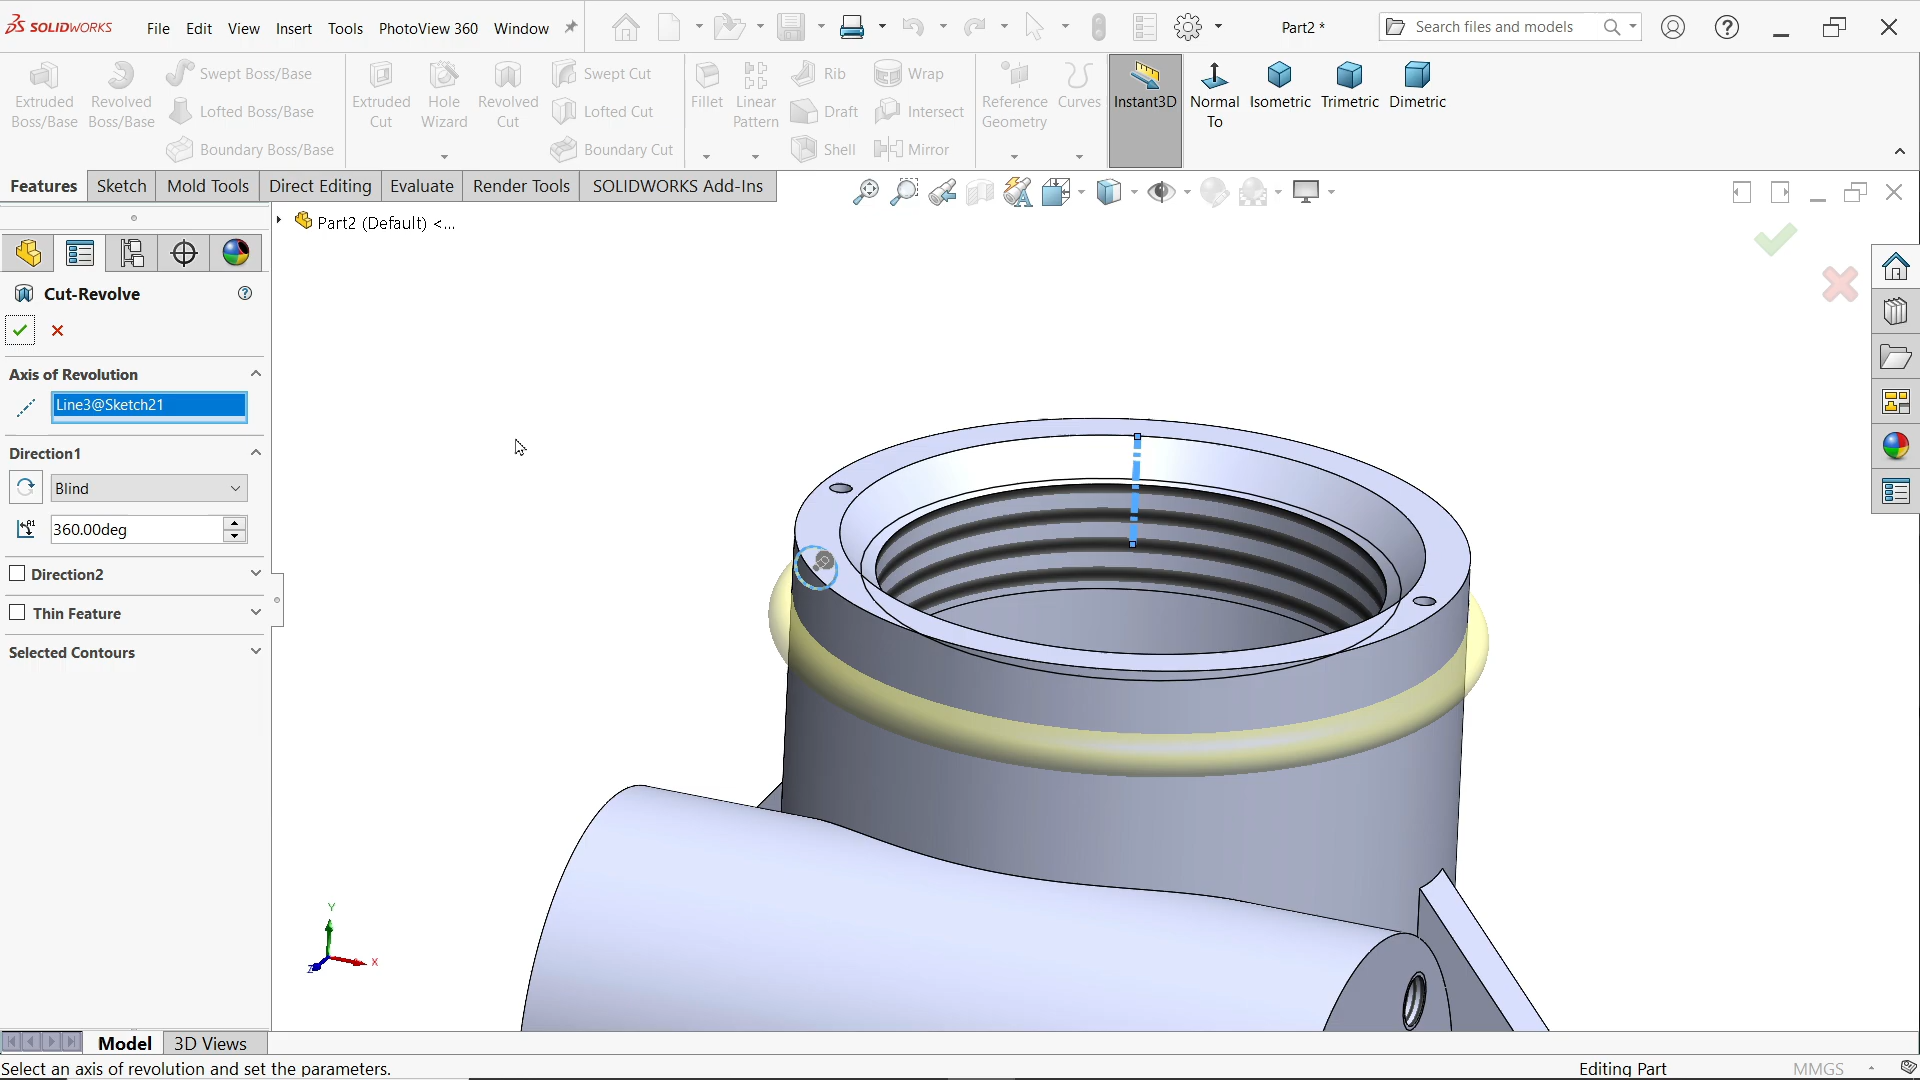 SOLIDWORKS File Edit View Insert Tools PhotoView 360 Window Part2 * Search files and models
Extruded Boss/Base
Revolved Boss/Base
Swept Boss/Base
Lofted Boss/Base
Boundary Boss/Base
Extruded Cut
Hole Wizard
Revolved Cut
Swept Cut
Lofted Cut
Boundary Cut
Fillet
Linear Pattern
Rib
Draft
Shell
Wrap
Intersect
Mirror
Reference Geometry
Curves
Instant3D
Normal To
Isometric
Trimetric
Dimetric
Features Sketch Mold Tools Direct Editing Evaluate Render Tools SOLIDWORKS Add-Ins
Part2 (Default) <...
Cut-Revolve
Axis of Revolution
Line3@Sketch21
Direction1
Blind
360.00deg
Direction2
Thin Feature
Selected Contours
Y
X
Z
Model 3D Views
Select an axis of revolution and set the parameters.
Editing Part
MMGS